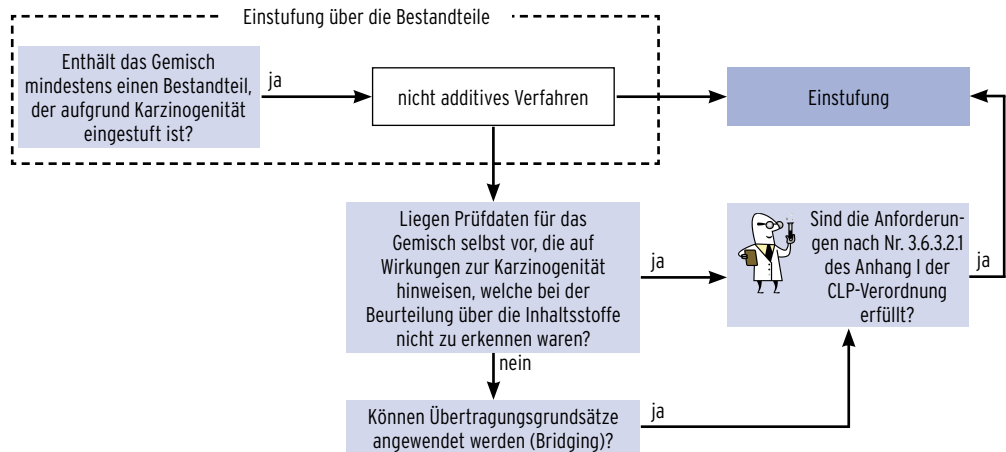 Einstufung über die Bestandteile
Enthält das Gemisch
mindestens einen Bestandteil,
der aufgrund Karzinogenität
eingestuft ist?
ja
nicht additives Verfahren
Einstufung
Liegen Prüfdaten für das
Gemisch selbst vor, die auf
Wirkungen zur Karzinogenität
hinweisen, welche bei der
Beurteilung über die Inhaltsstoffe
nicht zu erkennen waren?
ja
Sind die Anforderun-
gen nach Nr. 3.6.3.2.1
des Anhang I der
CLP-Verordnung
erfüllt?
ja
nein
Können Übertragungsgrundsätze
angewendet werden (Bridging)?
ja